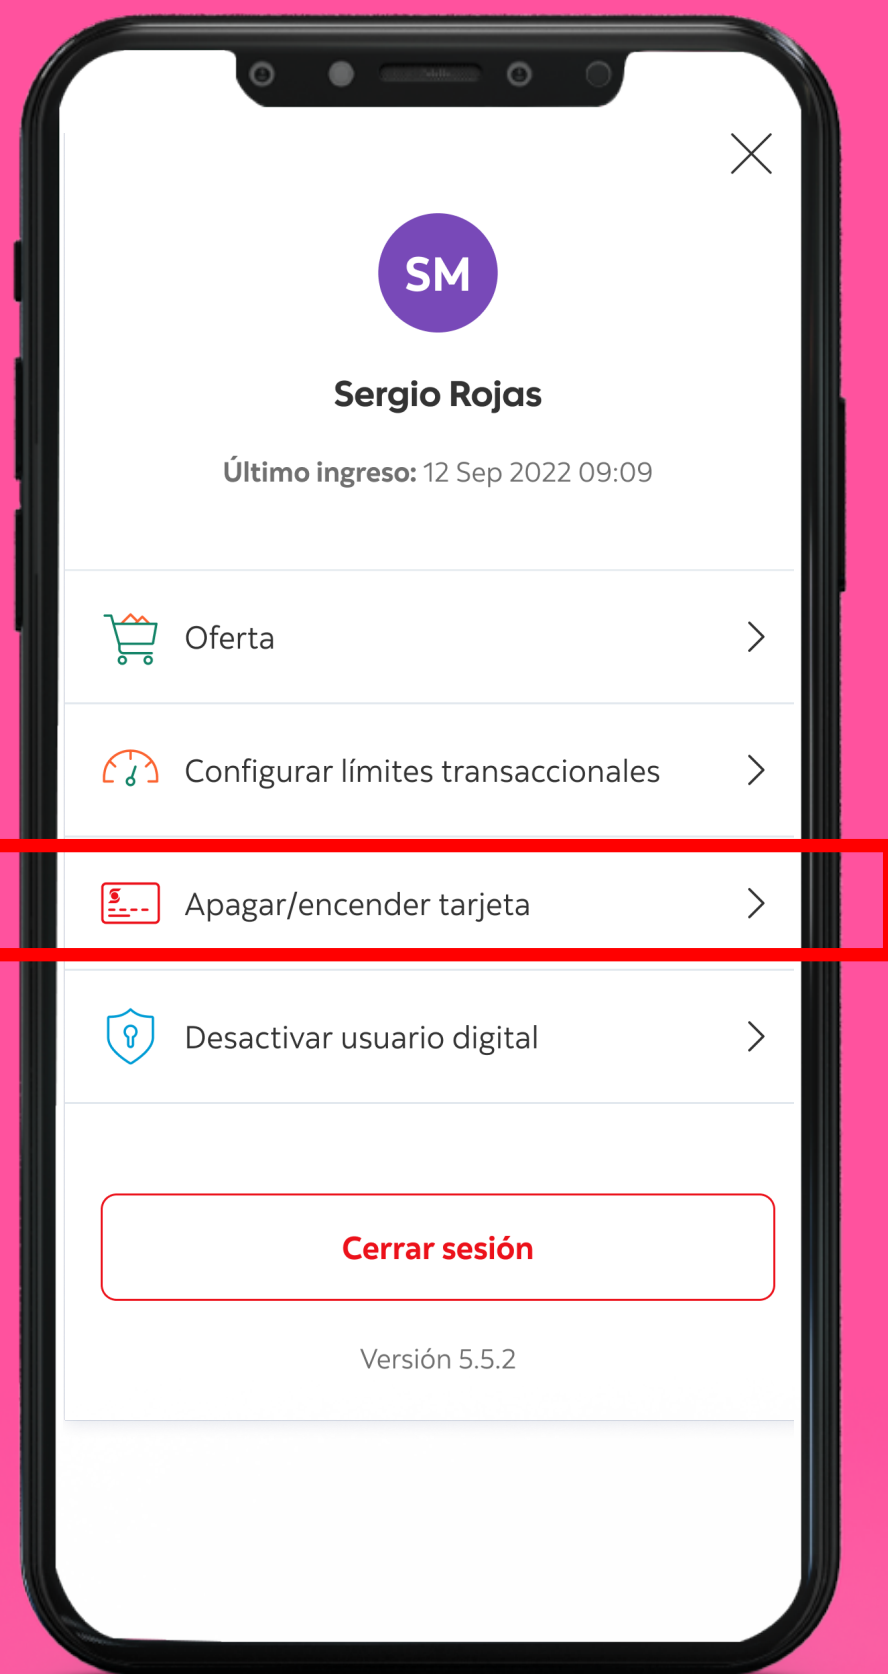 SM
Sergio Rojas
Último ingreso: 12 Sep 2022 09:09
Oferta
Configurar límites transaccionales
Apagar/encender tarjeta
Desactivar usuario digital
Cerrar sesión
Versión 5.5.2